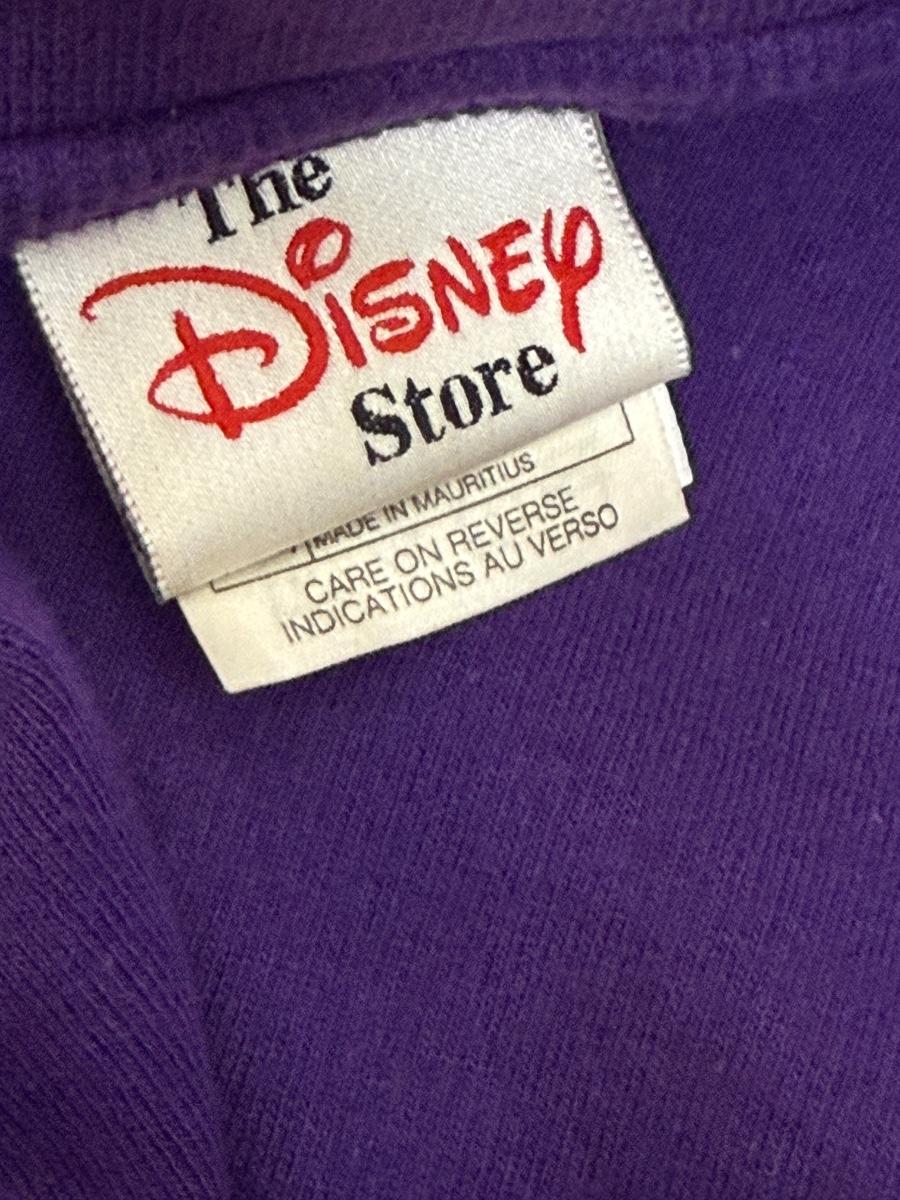 The
Disney
Store
MADE IN MAURITIUS
CARE ON REVERSE
INDICATIONS AU VERSO